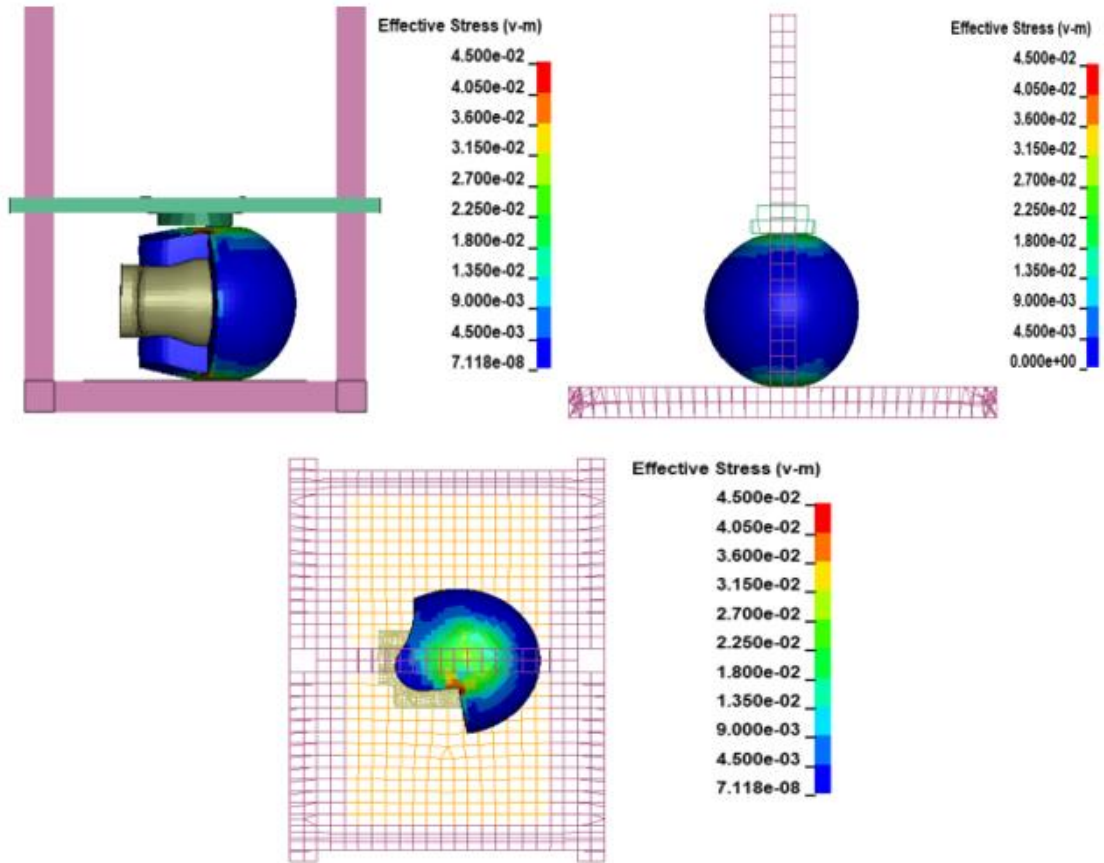 Effective Stress (v-m)
4.500e-02
4.050e-02
3.600e-02
3.150e-02
2.700e-02
2.250e-02
1.800e-02
1.350e-02
9.000e-03
4.500e-03
7.118e-08
Effective Stress (v-m)
4.500e-02
4.050e-02
3.600e-02
3.150e-02
2.700e-02
2.250e-02
1.800e-02
1.350e-02
9.000e-03
4.500e-03
0.000e+00
Effective Stress (v-m)
4.500e-02
4.050e-02
3.600e-02
3.150e-02
2.700e-02
2.250e-02
1.800e-02
1.350e-02
9.000e-03
4.500e-03
7.118e-08